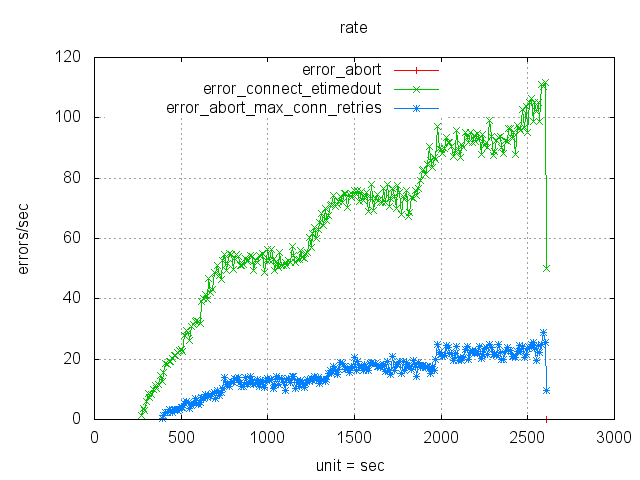 rate
120
100
80
60
40
20
0
errors/sec
error_abort
error_connect_etimedout
error_abort_max_conn_retries
0 500 1000 1500 2000 2500 3000
unit = sec